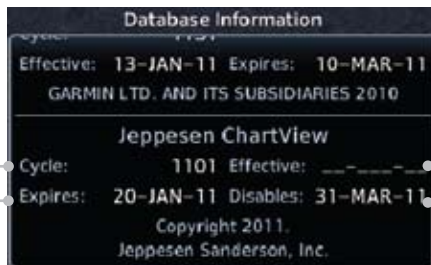 Database Information
Effective: 13-JAN-11 Expires: 10-MAR-11
GARMIN LTD. AND ITS SUBSIDIARIES 2010
Jeppesen ChartView
Cycle: 1101 Effective: __-___-__
Expires: 20-JAN-11 Disables: 31-MAR-11
Copyright 2011.
Jeppesen Sanderson, Inc.